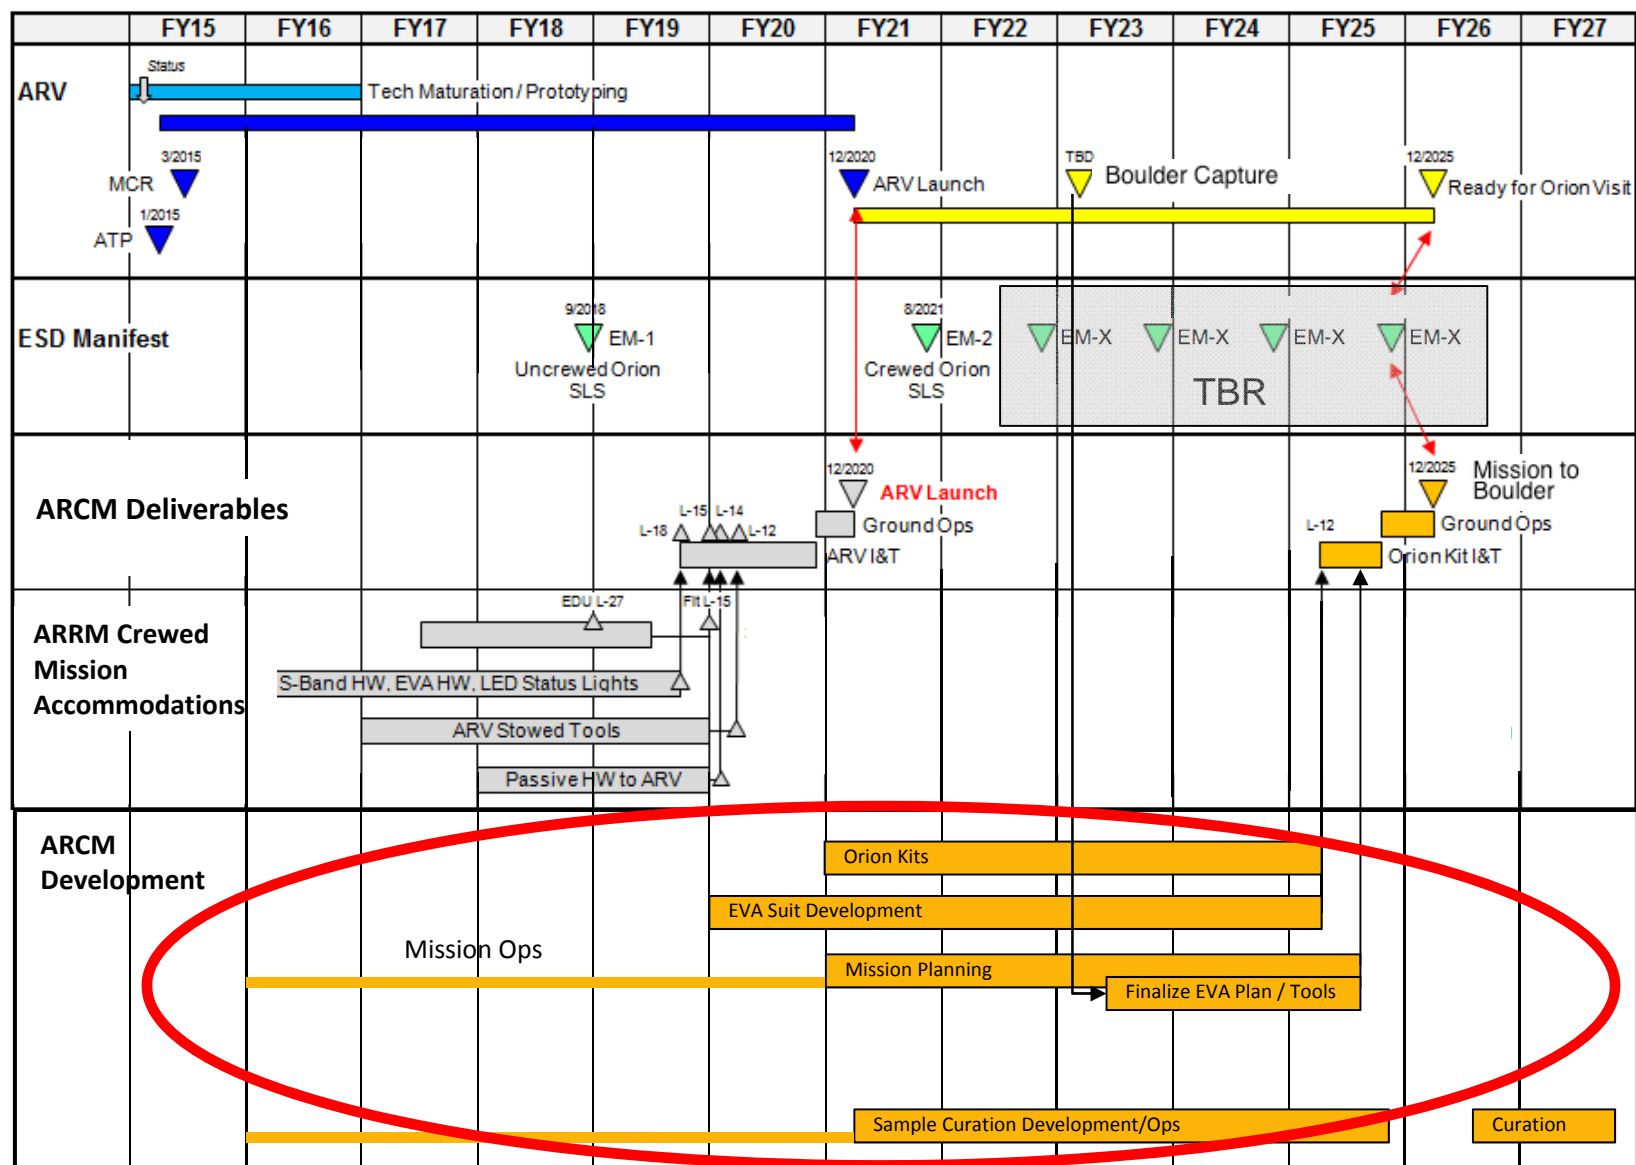 FY15 FY16 FY17 FY18 FY19 FY20 FY21 FY22 FY23 FY24 FY25 FY26 FY27
Status
ARV
Tech Maturation / Prototyping
3/2015
12/2020
TBD
12/2025
MCR
ARV Launch
Boulder Capture
Ready for Orion Visit
1/2015
ATP
9/2018
8/2021
ESD Manifest
EM-1
EM-2
EM-X
EM-X
EM-X
EM-X
Uncrewed Orion
SLS
Crewed Orion
SLS
TBR
12/2020
12/2025
Mission to
Boulder
ARCM Deliverables
ARV Launch
L-18
L-15
L-14
L-12
Ground Ops
ARV I&T
L-12
Ground Ops
Orion Kit I&T
ARRM Crewed
Mission
Accommodations
EDU L-27
Flt L-15
S-Band HW, EVA HW, LED Status Lights
ARV Stowed Tools
Passive HW to ARV
ARCM
Development
Orion Kits
EVA Suit Development
Mission Ops
Mission Planning
Finalize EVA Plan / Tools
Sample Curation Development/Ops
Curation